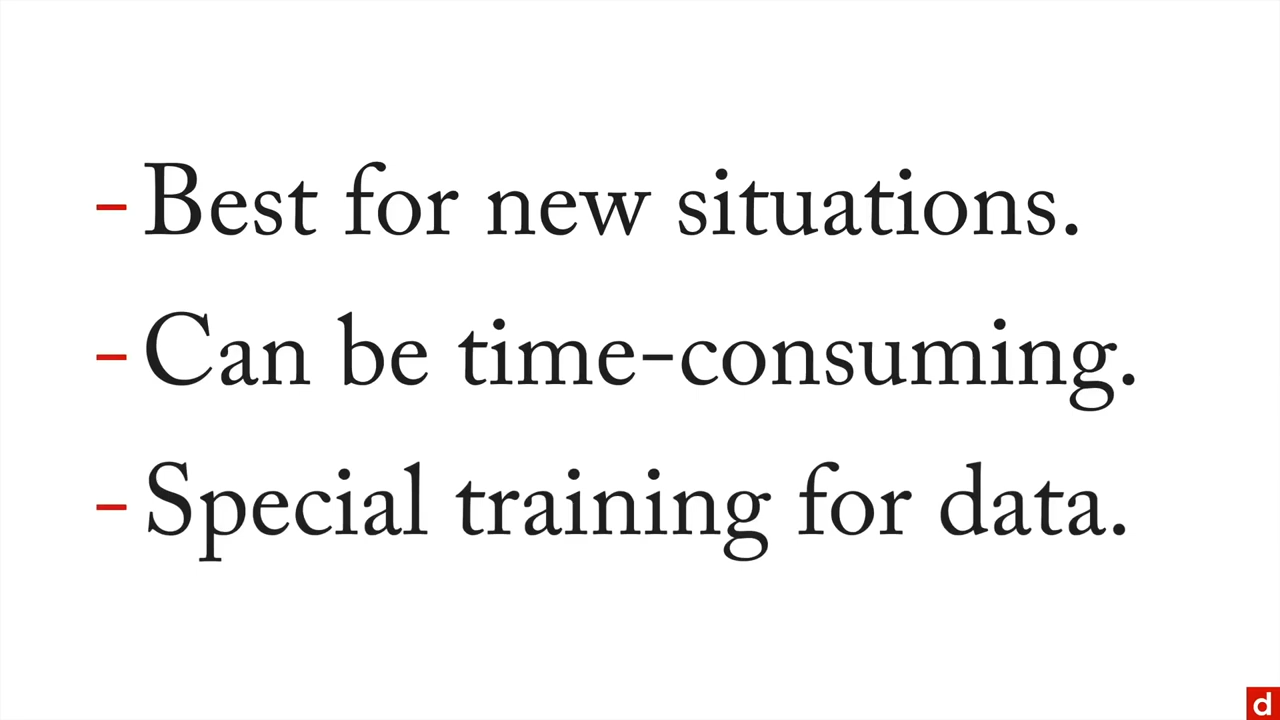 - Best for new situations.
- Can be time-consuming.
- Special training for data.
d